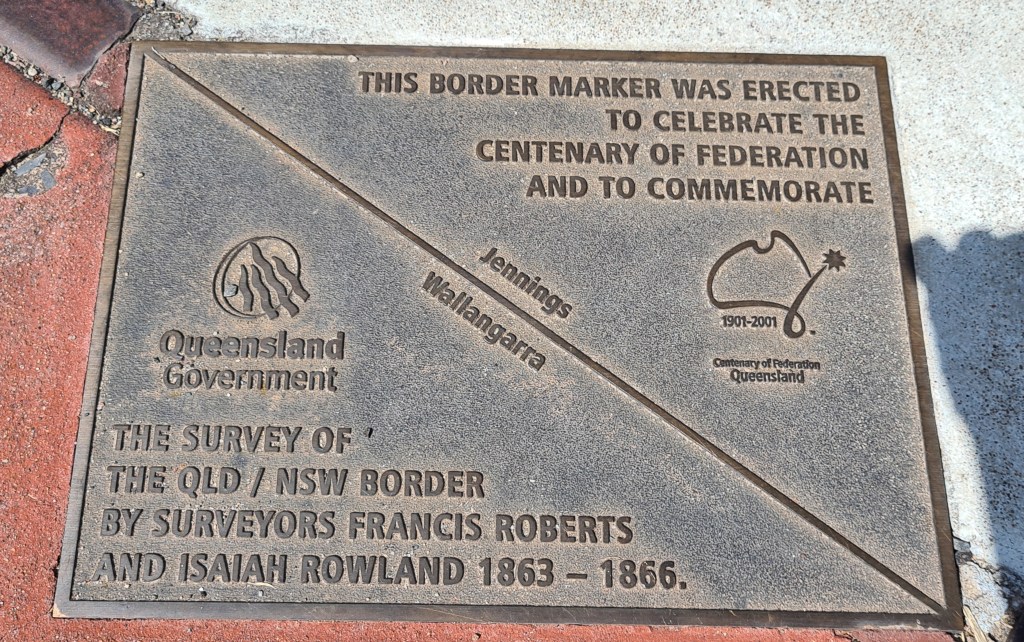 THIS BORDER MARKER WAS ERECTED
TO CELEBRATE THE
CENTENARY OF FEDERATION
AND TO COMMEMORATE
Jennings
Wallangarra
1901-2001
Centenary of Federation
Queensland
Queensland
Government
THE SURVEY OF
THE QLD / NSW BORDER
BY SURVEYORS FRANCIS ROBERTS
AND ISAIAH ROWLAND 1863 – 1866.